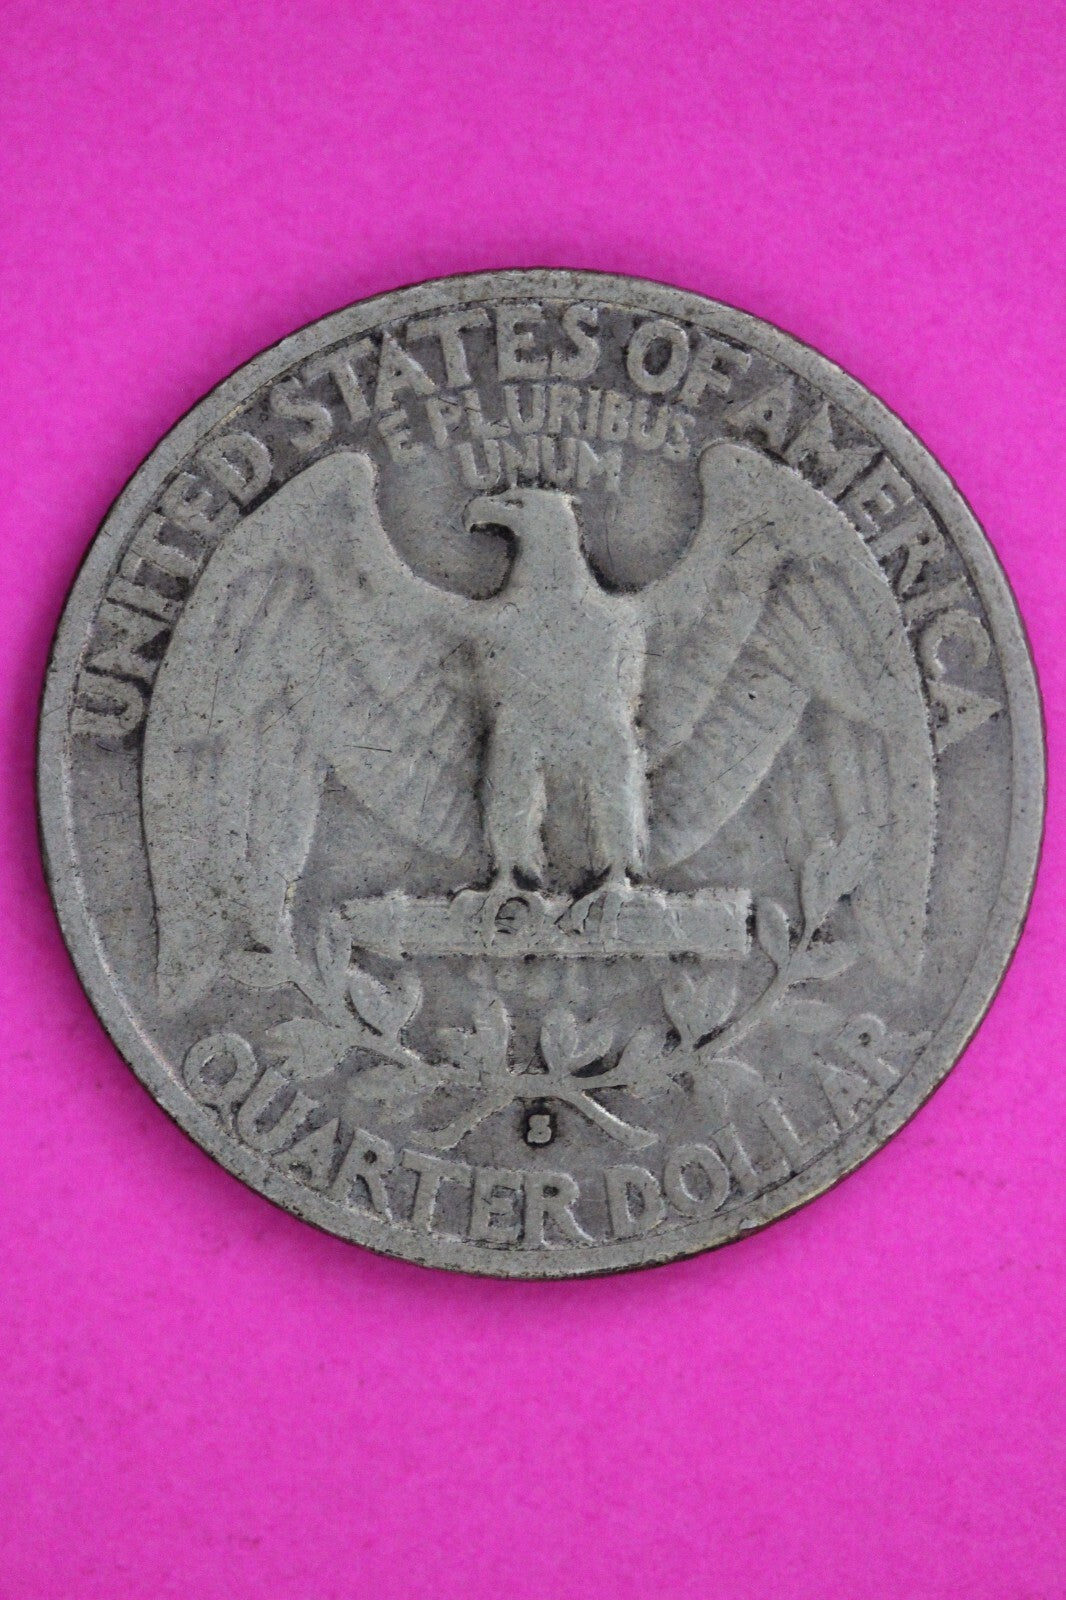 UNITED STATES OF AMERICA
E PLURIBUS
UNUM
S
QUARTER DOLLAR